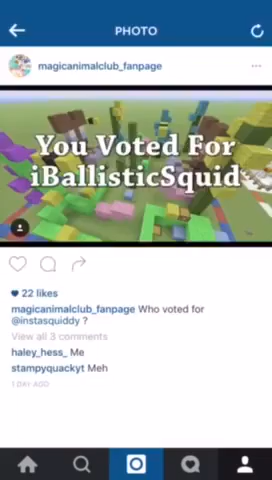 PHOTO
magicanimalclub_fanpage
You Voted For
iBallisticSquid
22 likes
magicanimalclub_fanpage Who voted for
@instasquiddy ?
View all 3 comments
haley_hess_ Me
stampyquackyt Meh
1 DAY AGO